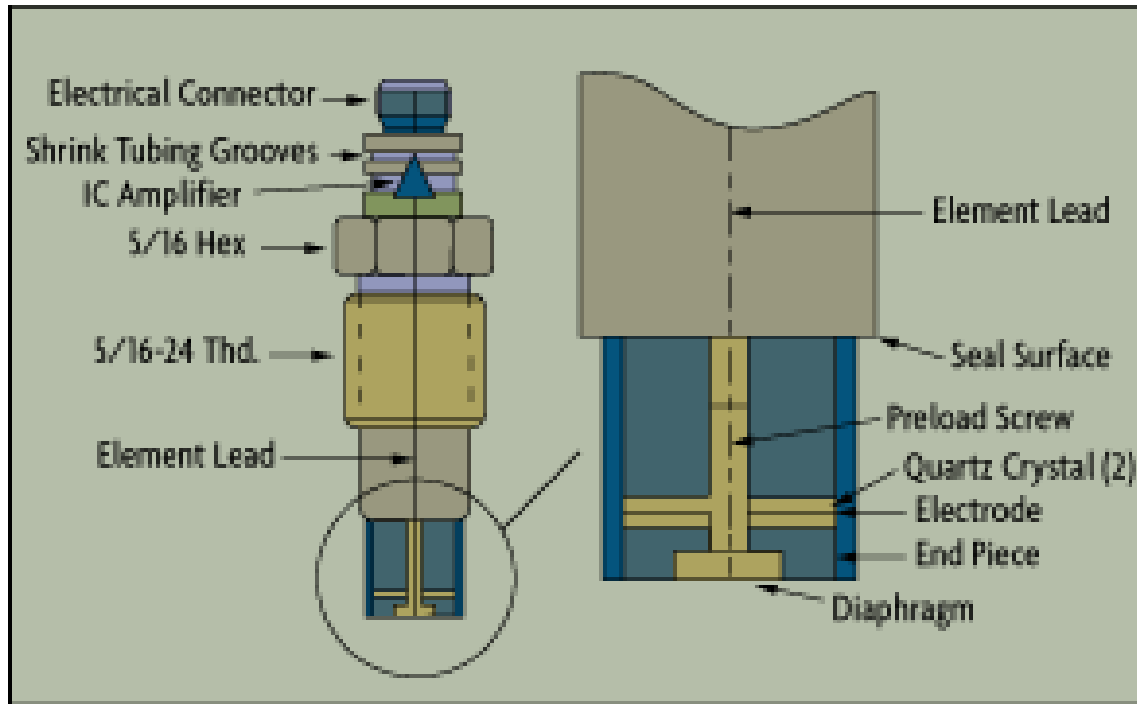 Electrical Connector
Shrink Tubing Grooves
IC Amplifier
5/16 Hex
5/16-24 Thd.
Element Lead
Element Lead
Seal Surface
Preload Screw
Quartz Crystal (2)
Electrode
End Piece
Diaphragm